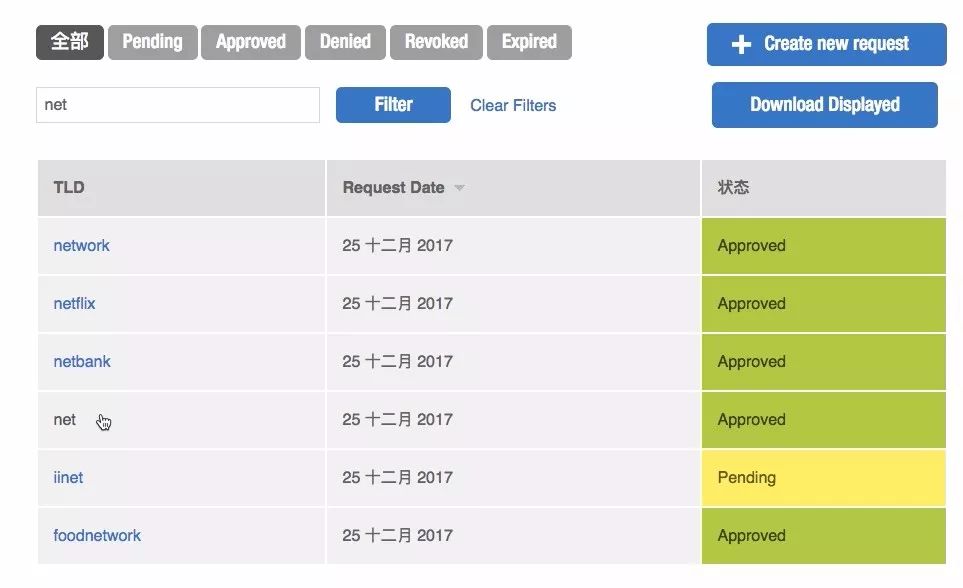 全部 Pending Approved Denied Revoked Expired
Create new request
net Filter Clear Filters
Download Displayed
TLD Request Date 状态
network 25 十二月 2017 Approved
netflix 25 十二月 2017 Approved
netbank 25 十二月 2017 Approved
net 25 十二月 2017 Approved
iinet 25 十二月 2017 Pending
foodnetwork 25 十二月 2017 Approved